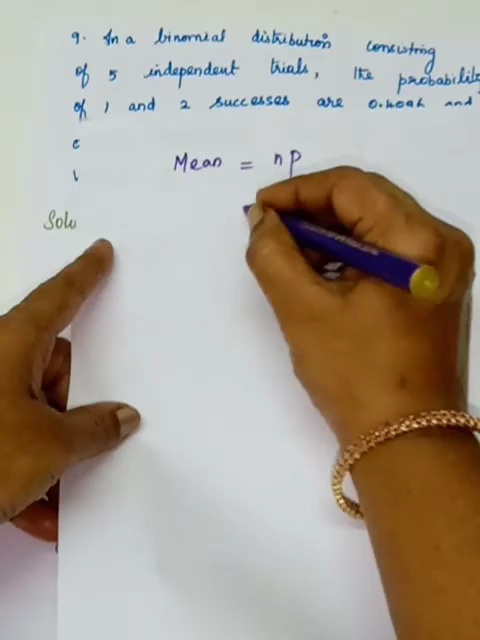 9. In a binomial distribution consisting
of 5 independent trials, the probability
of 1 and 2 successes are 0.4096 and
Mean = np
Solu